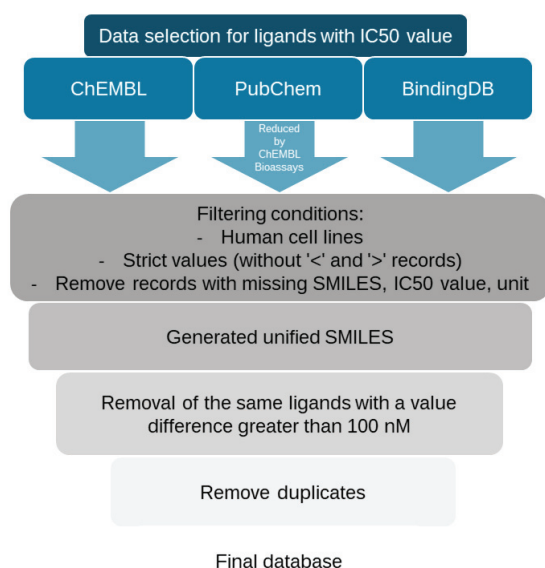 Data selection for ligands with IC50 value
ChEMBL
PubChem
BindingDB
Reduced
by
ChEMBL
Bioassays
Filtering conditions:
- Human cell lines
- Strict values (without '<' and '>' records)
- Remove records with missing SMILES, IC50 value, unit
Generated unified SMILES
Removal of the same ligands with a value
difference greater than 100 nM
Remove duplicates
Final database